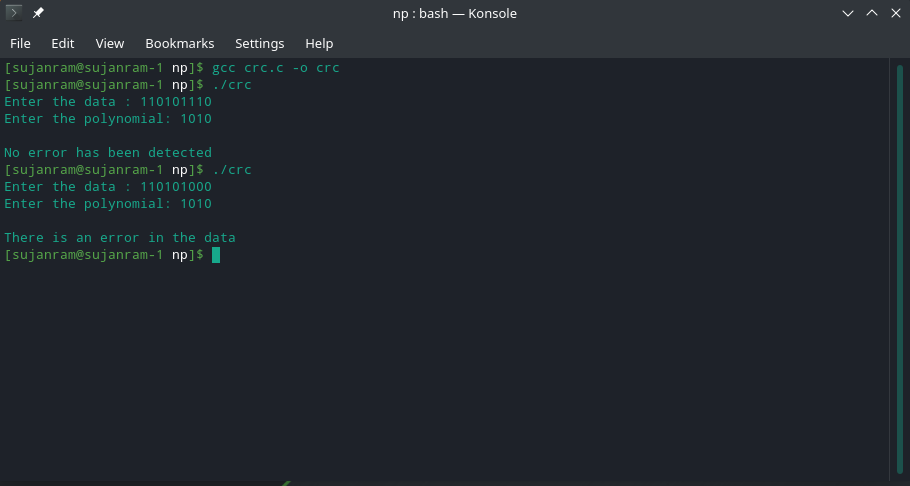 np : bash — Konsole
File Edit View Bookmarks Settings Help
[sujanram@sujanram-1 np]$ gcc crc.c -o crc
[sujanram@sujanram-1 np]$ ./crc
Enter the data : 110101110
Enter the polynomial: 1010
No error has been detected
[sujanram@sujanram-1 np]$ ./crc
Enter the data : 110101000
Enter the polynomial: 1010
There is an error in the data
[sujanram@sujanram-1 np]$